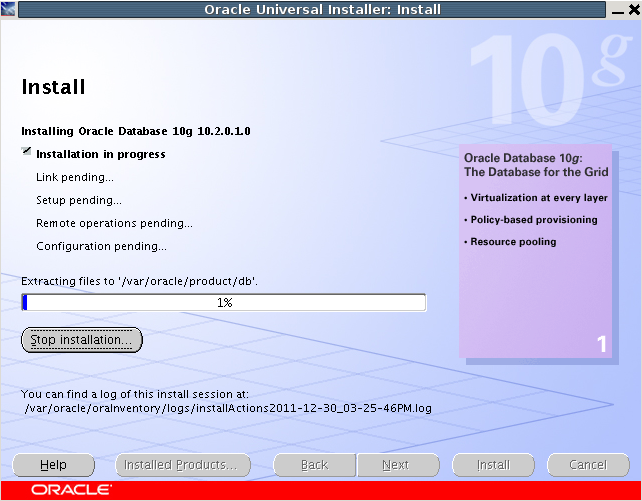 Oracle Universal Installer: Install
10g
Install
Installing Oracle Database 10g 10.2.0.1.0
Installation in progress
Link pending...
Setup pending...
Remote operations pending...
Configuration pending...
Oracle Database 10g:
The Database for the Grid
• Virtualization at every layer
• Policy-based provisioning
• Resource pooling
1
Extracting files to '/var/oracle/product/db'.
1%
Stop installation...
You can find a log of this install session at:
/var/oracle/oraInventory/logs/installActions2011-12-30_03-25-46PM.log
Help
Installed Products...
Back
Next
Install
Cancel
ORACLE